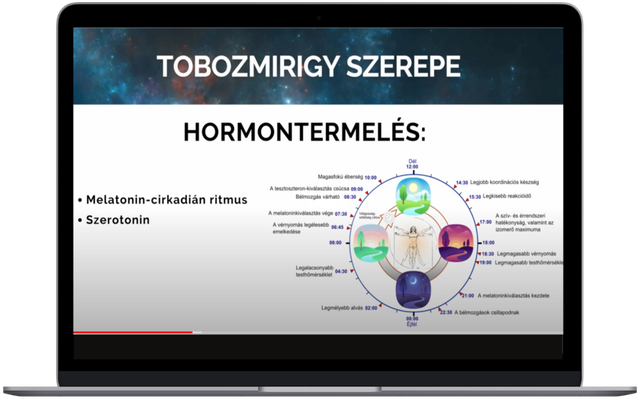 TOBOZMIRIGY SZEREPE
HORMONTERMELÉS:
• Melatonin-cirkadián ritmus
• Szerotonin
Dél
12:00
Magasfokú éberség 10:00
A tesztoszteron-kiválasztás csúcsa 09:00
Bélmozgás várható 08:30
A melatoninkiválasztás vége 07:30
A vérnyomás legélesebb
emelkedése
06:45
06:00
Legalacsonyabb
testhőmérséklet
04:30
Legmélyebb alvás 02:00
00:00
Éjfél
14:30 Legjobb koordinációs készség
15:30 Legkisebb reakcióidő
17:00 A szív- és érrendszeri
hatékonyság, valamint az
izomerő maximuma
18:00
18:30 Legmagasabb vérnyomás
19:00 Legmagasabb testhőmérséklet
21:00 A melatoninkiválasztás kezdete
22:30 A bélmozgások csillapodnak